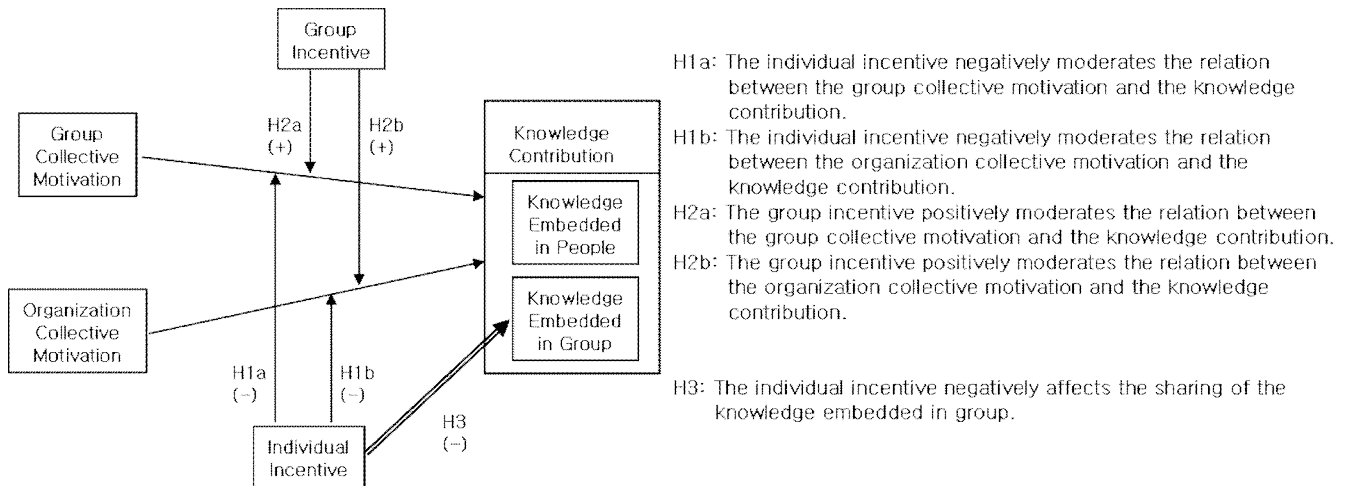 Group
Incentive
H2a
(+)
H2b
(+)
Group
Collective
Motivation
Knowledge
Contribution
Knowledge
Embedded
in People
Organization
Collective
Motivation
Knowledge
Embedded
in Group
H1a
(-)
H1b
(-)
H3
(-)
Individual
Incentive
H1a: The individual incentive negatively moderates the relation
between the group collective motivation and the knowledge
contribution.
H1b: The individual incentive negatively moderates the relation
between the organization collective motivation and the
knowledge contribution.
H2a: The group incentive positively moderates the relation between
the group collective motivation and the knowledge contribution.
H2b: The group incentive positively moderates the relation between
the organization collective motivation and the knowledge
contribution.
H3: The individual incentive negatively affects the sharing of the
knowledge embedded in group.